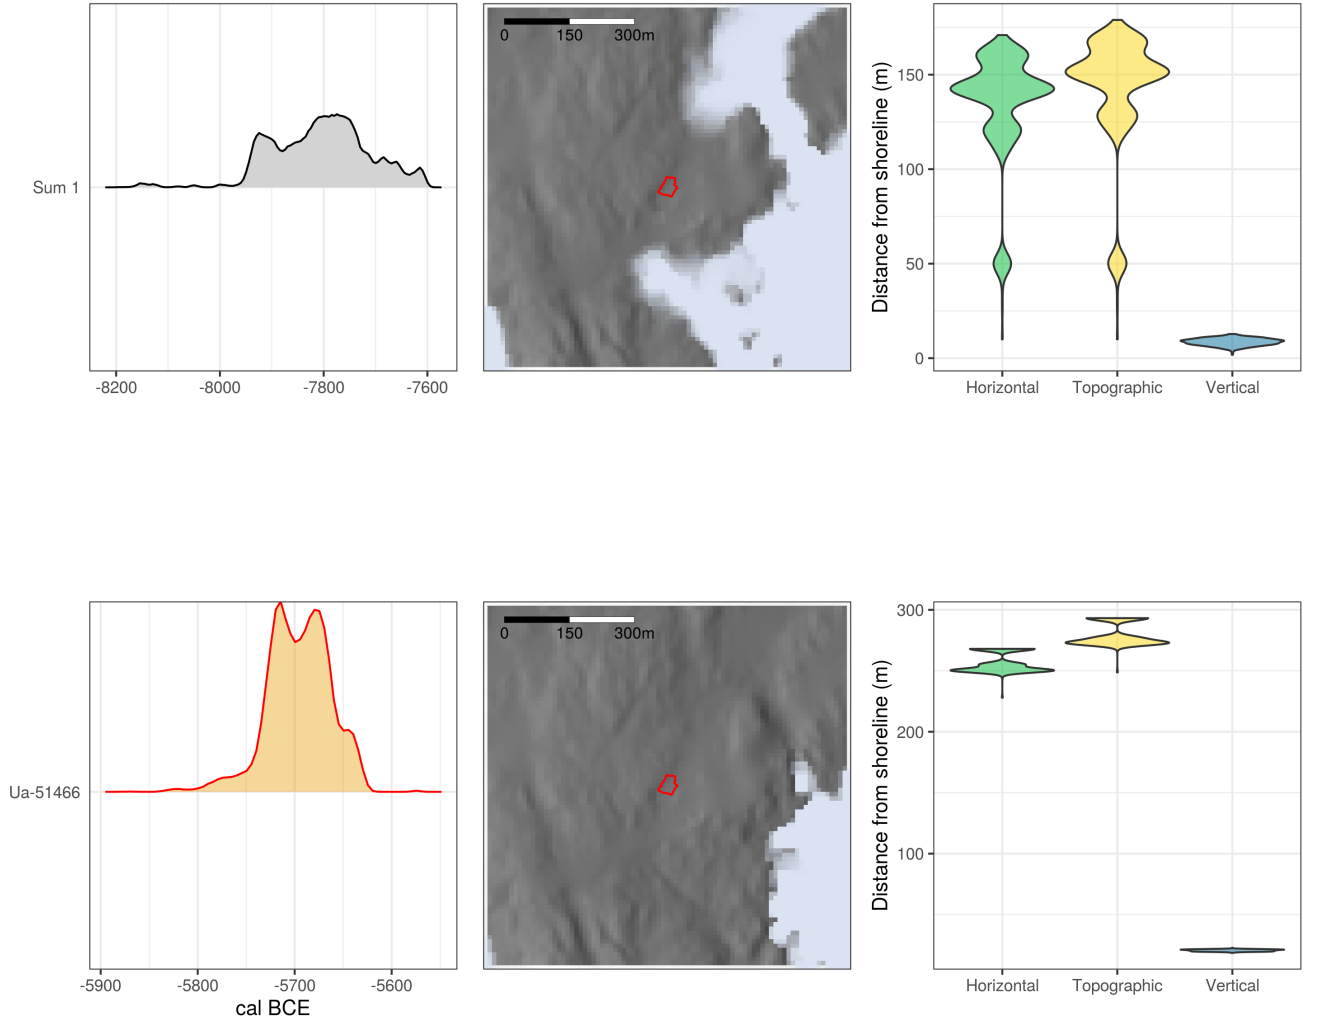 Sum 1
-8200 -8000 -7800 -7600
0 150 300m
Distance from shoreline (m)
150
100
50
0
Horizontal Topographic Vertical
Ua-51466
-5900 -5800 -5700 -5600
cal BCE
0 150 300m
Distance from shoreline (m)
300
200
100
Horizontal Topographic Vertical